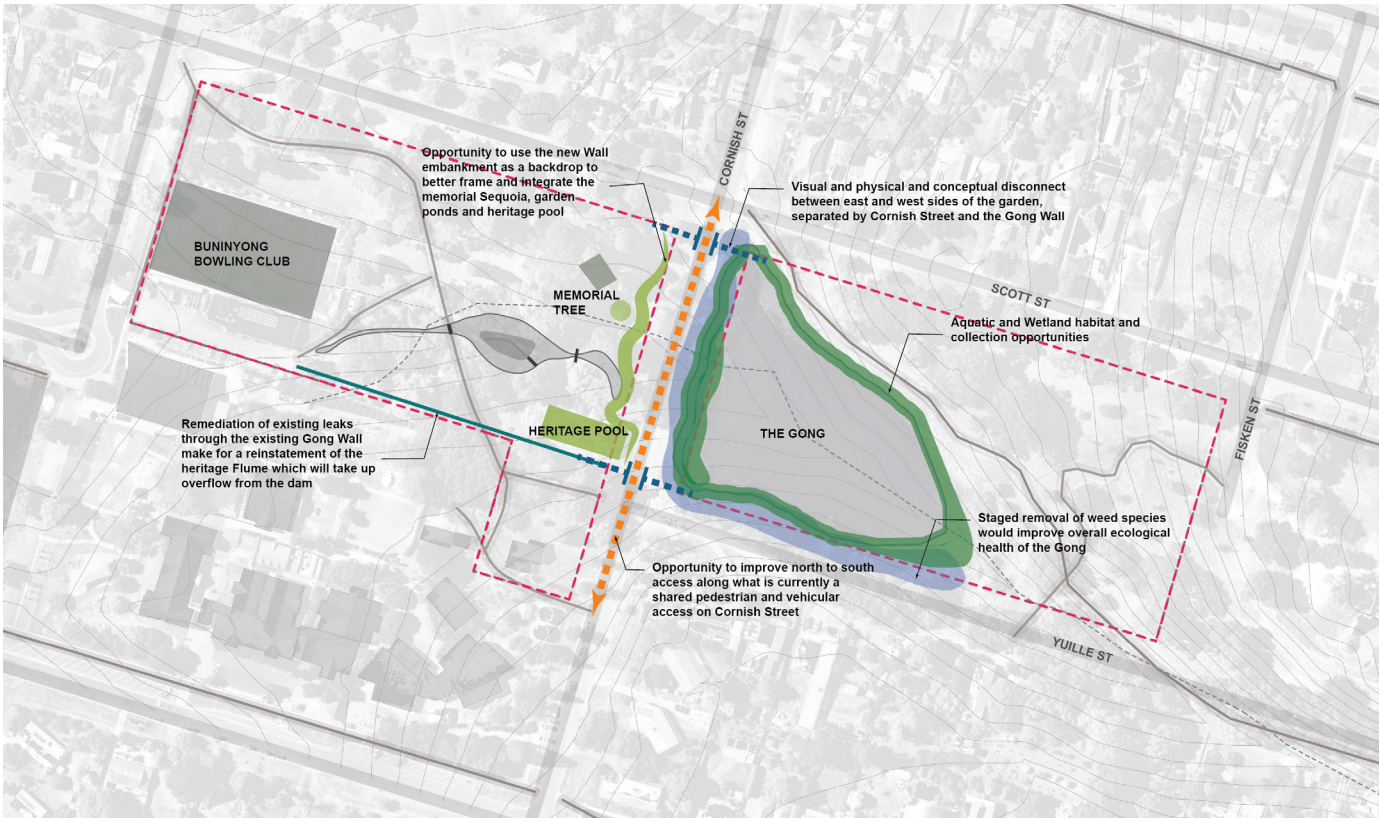 CORNISH ST
Opportunity to use the new Wall
embankment as a backdrop to
better frame and integrate the
memorial Sequoia, garden
ponds and heritage pool
Visual and physical and conceptual disconnect
between east and west sides of the garden,
separated by Cornish Street and the Gong Wall
BUNINYONG
BOWLING CLUB
MEMORIAL
TREE
SCOTT ST
Aquatic and Wetland habitat and
collection opportunities
FISKEN ST
Remediation of existing leaks
through the existing Gong Wall
make for a reinstatement of the
heritage Flume which will take up
overflow from the dam
HERITAGE POOL
THE GONG
Staged removal of weed species
would improve overall ecological
health of the Gong
Opportunity to improve north to south
access along what is currently a
shared pedestrian and vehicular
access on Cornish Street
YUILLE ST